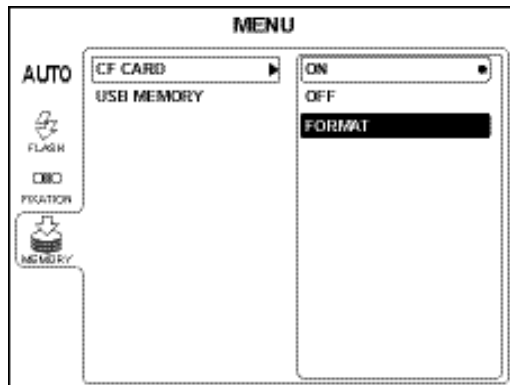 MENU
AUTO
FLASH
FIXATION
MEMORY
CF CARD
USB MEMORY
ON
OFF
FORMAT